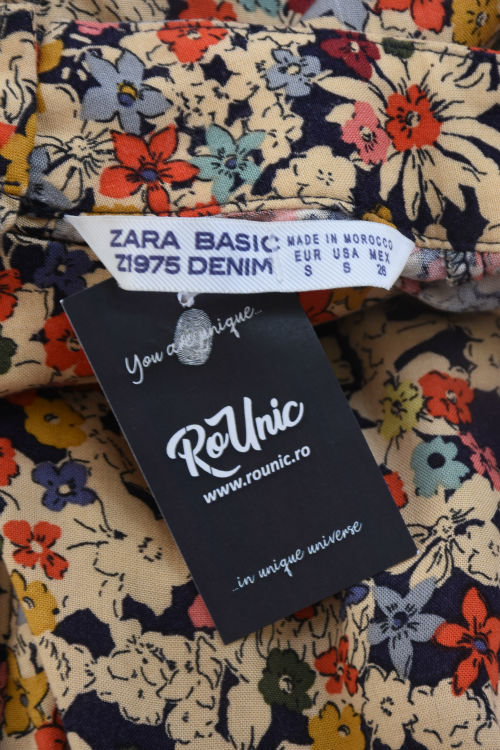 ZARA BASIC
Z1975 DENIM
MADE IN MOROCCO
EUR USA MEX
S S 26
You are unique...
RoUnic
www.rounic.ro
...in unique universe